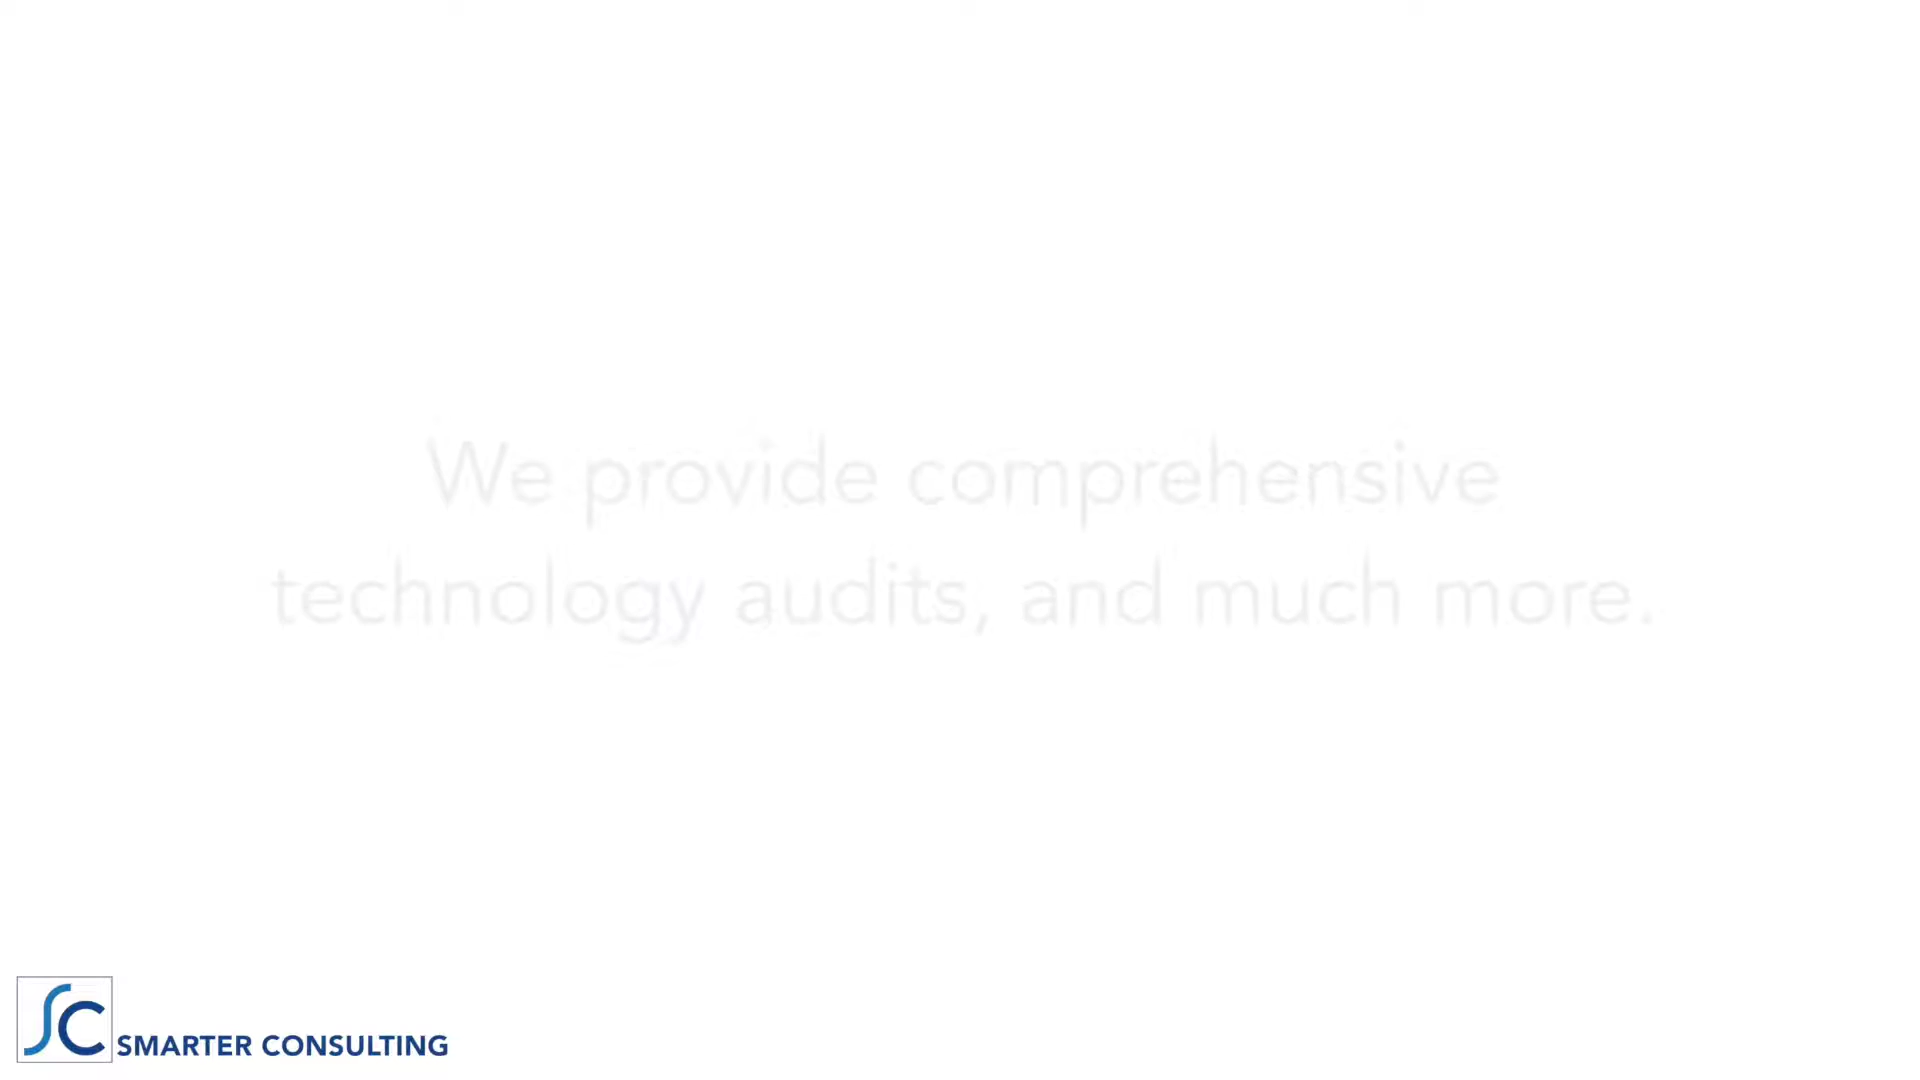 We provide comprehensive
technology audits, and much more.
SC SMARTER CONSULTING